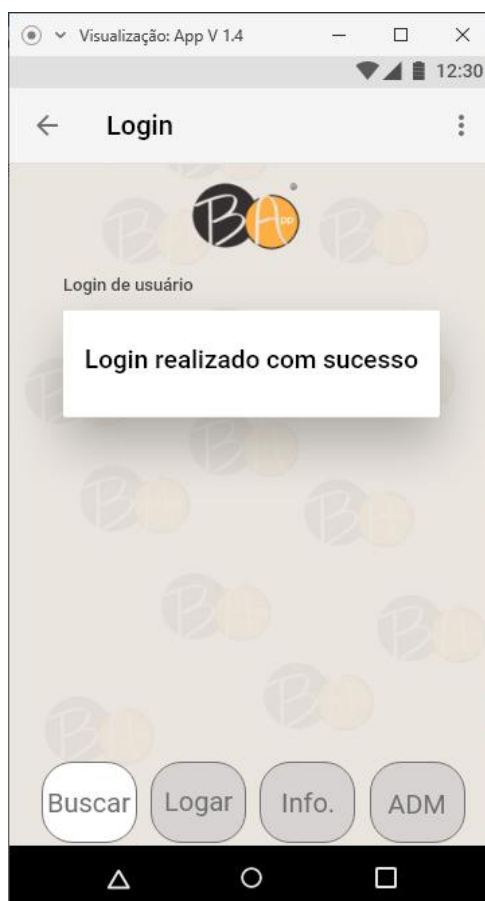 Visualização: App V 1.4
12:30
Login
BApp®
Login de usuário
Login realizado com sucesso
Buscar
Logar
Info.
ADM